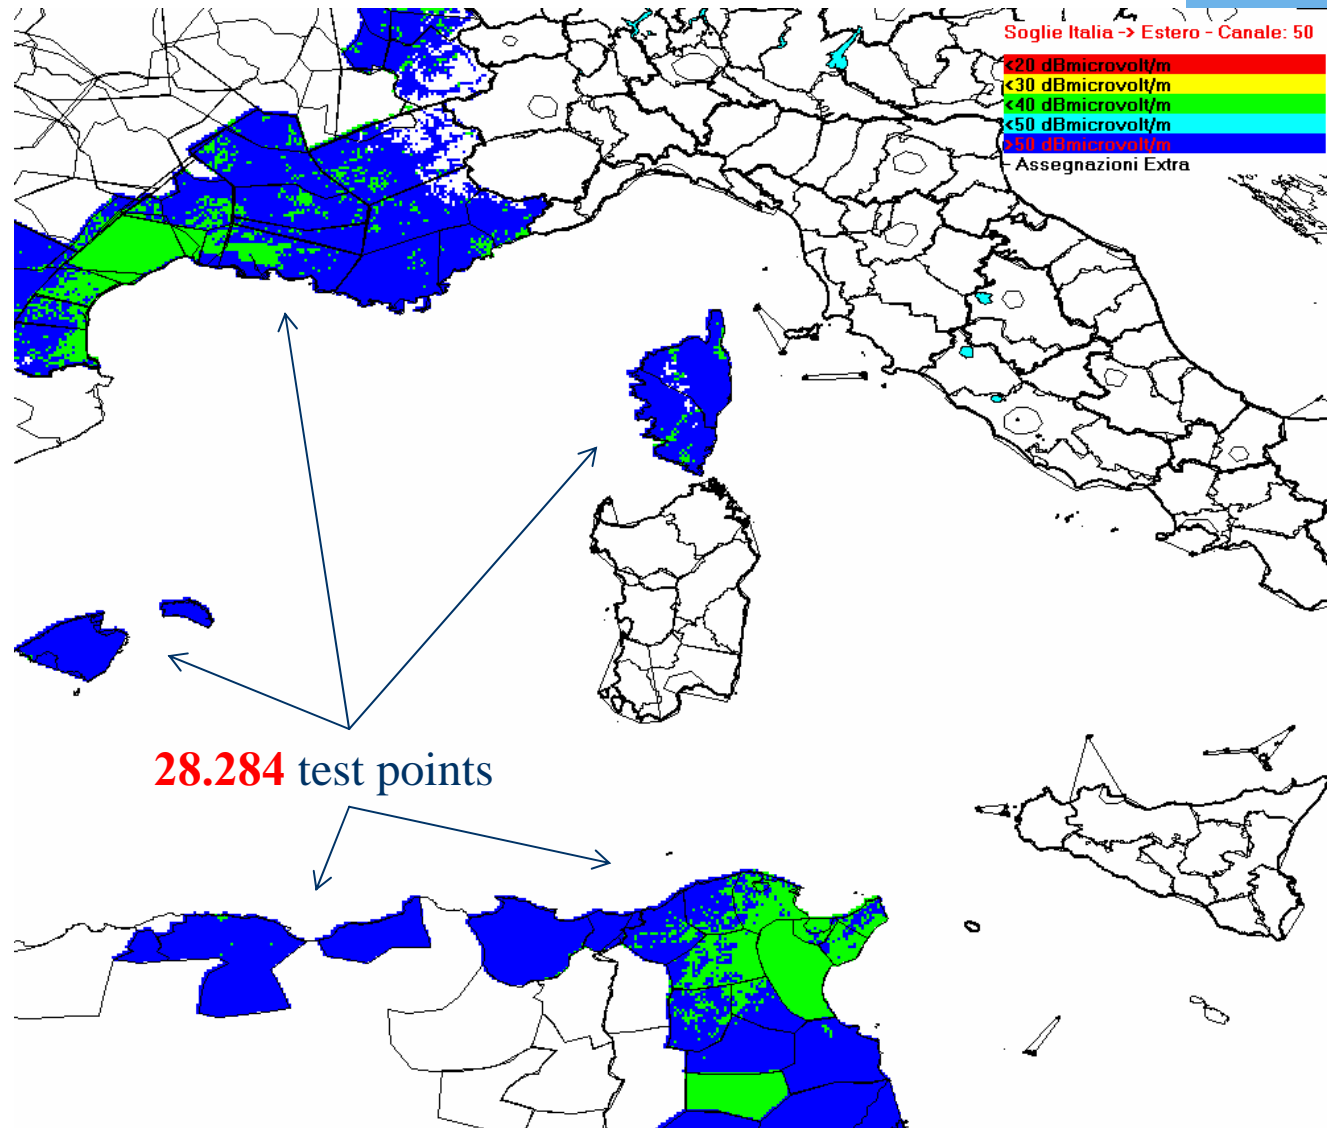 Soglie Italia -> Estero - Canale: 50
<20 dBmicrovolt/m
<30 dBmicrovolt/m
<40 dBmicrovolt/m
<50 dBmicrovolt/m
>50 dBmicrovolt/m
- Assegnazioni Extra
28.284 test points